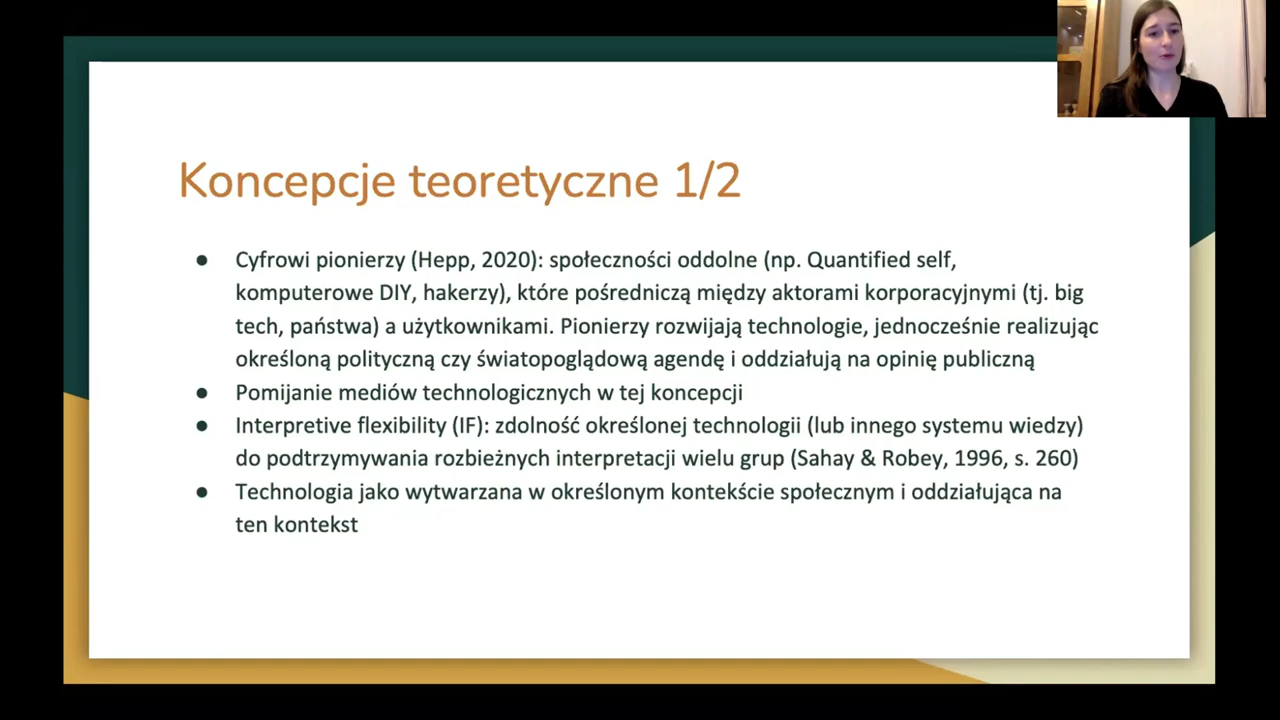 Koncepcje teoretyczne 1/2
● Cyfrowi pionierzy (Hepp, 2020): społeczności oddolne (np. Quantified self,
komputerowe DIY, hakerzy), które pośredniczą między aktorami korporacyjnymi (tj. big
tech, państwa) a użytkownikami. Pionierzy rozwijają technologie, jednocześnie realizując
określoną polityczną czy światopoglądową agendę i oddziałują na opinię publiczną
● Pomijanie mediów technologicznych w tej koncepcji
● Interpretive flexibility (IF): zdolność określonej technologii (lub innego systemu wiedzy)
do podtrzymywania rozbieżnych interpretacji wielu grup (Sahay & Robey, 1996, s. 260)
● Technologia jako wytwarzana w określonym kontekście społecznym i oddziałująca na
ten kontekst